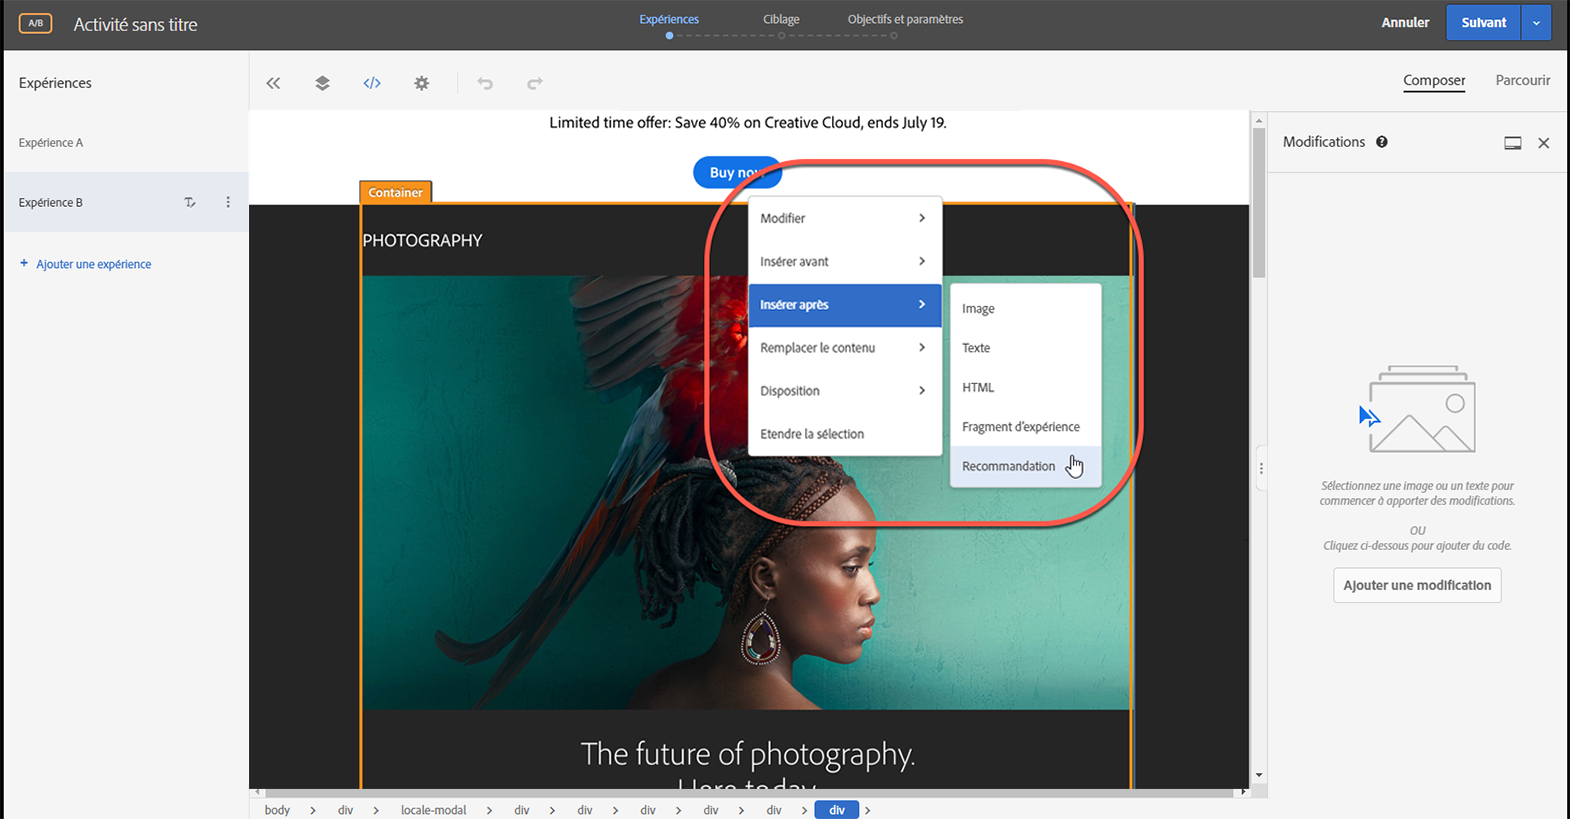 A/B
Activité sans titre
Expériences
Ciblage
Objectifs et paramètres
Annuler
Suivant
Expériences
Composer
Parcourir
Expérience A
Expérience B
+ Ajouter une expérience
Limited time offer: Save 40% on Creative Cloud, ends July 19.
Buy now
Container
PHOTOGRAPHY
Modifier
Insérer avant
Insérer après
Remplacer le contenu
Disposition
Etendre la sélection
Image
Texte
HTML
Fragment d'expérience
Recommandation
The future of photography.
Here today.
Modifications
Sélectionnez une image ou un texte pour
commencer à apporter des modifications.
OU
Cliquez ci-dessous pour ajouter du code.
Ajouter une modification
body > div > locale-modal > div > div > div > div > div > div >